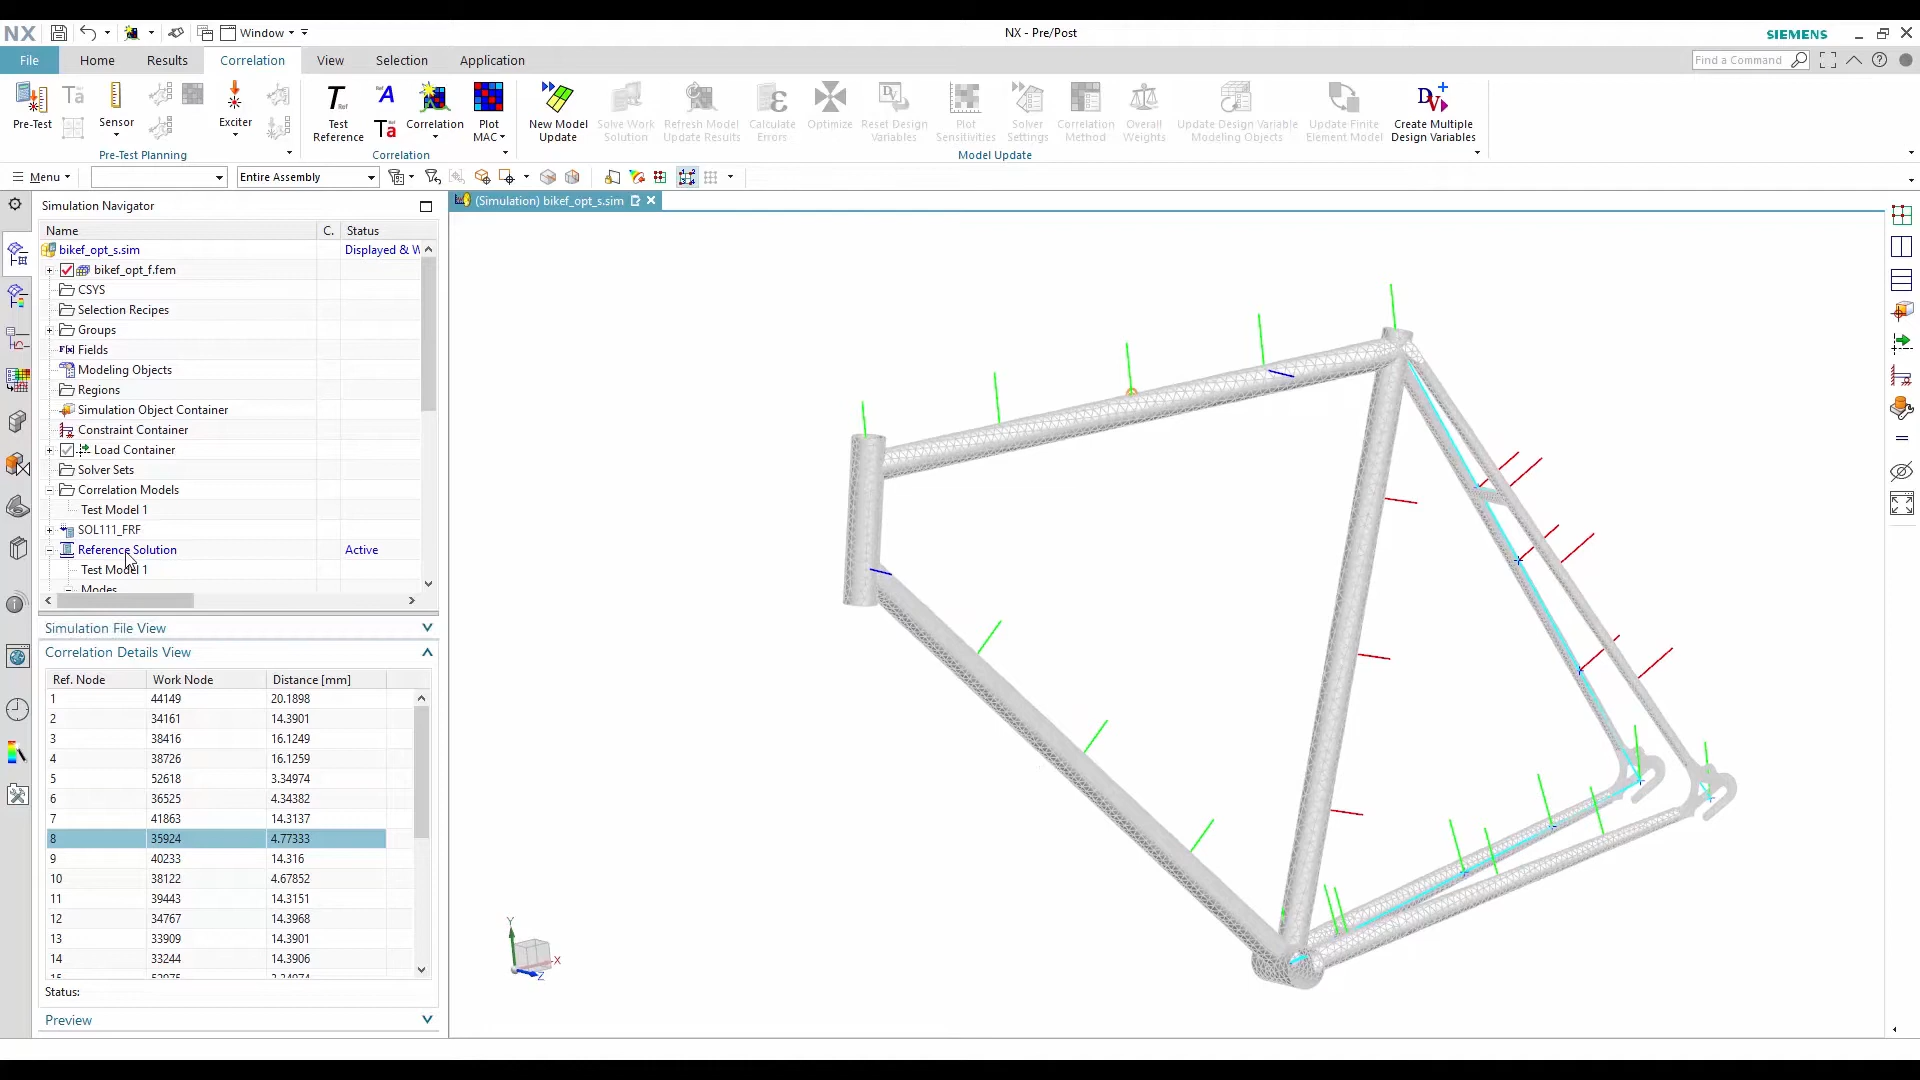 NX
Window
NX - Pre/Post
SIEMENS
File
Home
Results
Correlation
View
Selection
Application
Find a Command
Pre-Test
Ta
Sensor
Exciter
Pre-Test Planning
T Ref
Test Reference
Ref A
Ta
Correlation
Plot MAC
Correlation
New Model Update
Solve Work Solution
Refresh Model Update Results
Calculate Errors
Optimize
Reset Design Variables
Plot Sensitivities
Solver Settings
Correlation Method
Overall Weights
Update Design Variable Modeling Objects
Update Finite Element Model
Create Multiple Design Variables
Model Update
Menu
Entire Assembly
Simulation Navigator
(Simulation) bikef_opt_s.sim
Name C. Status
bikef_opt_s.sim Displayed & W
bikef_opt_f.fem
CSYS
Selection Recipes
Groups
Fields
Modeling Objects
Regions
Simulation Object Container
Constraint Container
Load Container
Solver Sets
Correlation Models
Test Model 1
SOL111_FRF
Reference Solution Active
Test Model 1
Modes
Simulation File View
Correlation Details View
Ref. Node Work Node Distance [mm]
1 44149 20.1898
2 34161 14.3901
3 38416 16.1249
4 38726 16.1259
5 52618 3.34974
6 36525 4.34382
7 41863 14.3137
8 35924 4.77333
9 40233 14.316
10 38122 4.67852
11 39443 14.3151
12 34767 14.3968
13 33909 14.3901
14 33244 14.3906
Status:
Preview
Y
X
Z